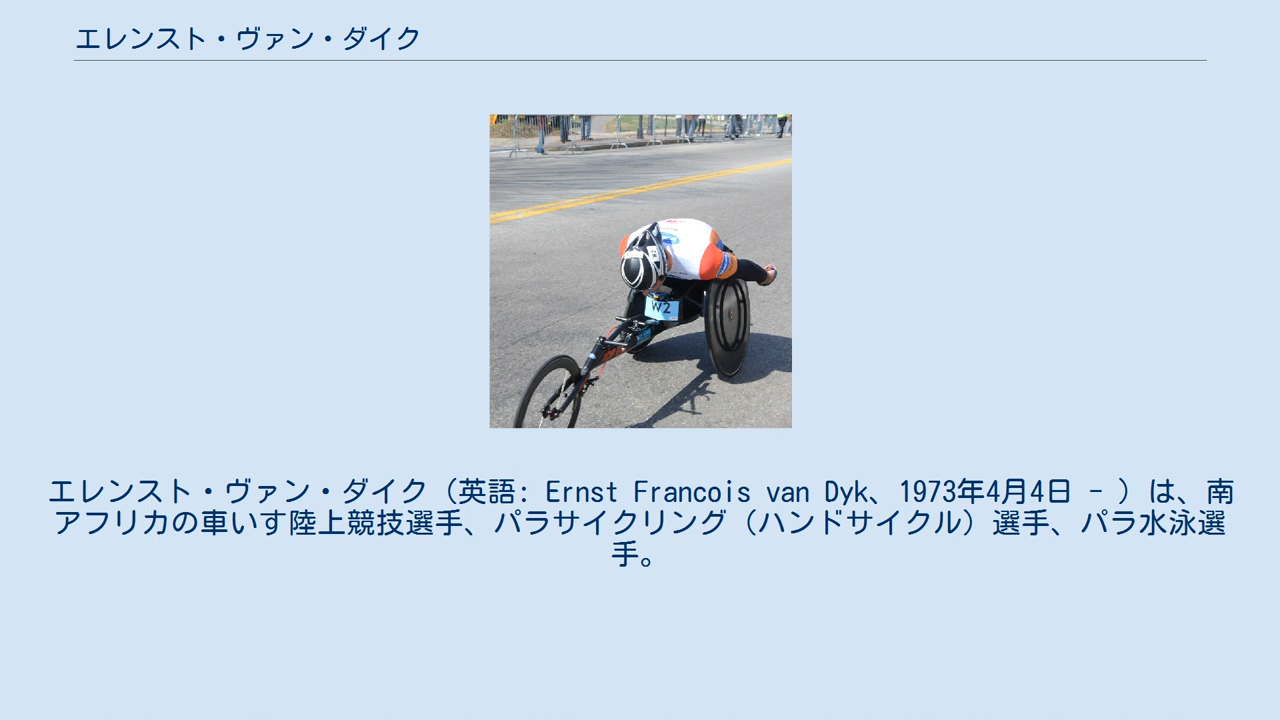 エレンスト・ヴァン・ダイク
W2
エレンスト・ヴァン・ダイク（英語: Ernst Francois van Dyk、1973年4月4日 - ）は、南
アフリカの車いす陸上競技選手、パラサイクリング（ハンドサイクル）選手、パラ水泳選
手。